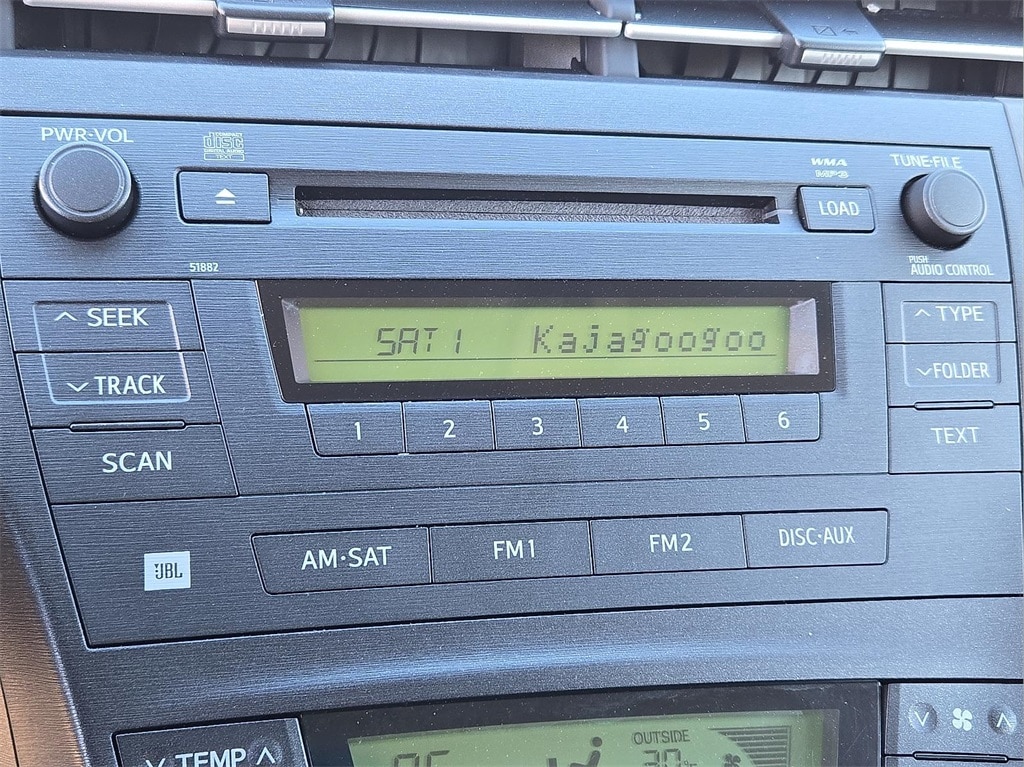 PWR·VOL
COMPACT
disc
DIGITAL AUDIO
TEXT
WMA
MP3
TUNE·FILE
LOAD
51882
PUSH
AUDIO CONTROL
SEEK
TRACK
SCAN
SAT1 Kajagoogoo
TYPE
FOLDER
TEXT
1 2 3 4 5 6
JBL
AM·SAT FM1 FM2 DISC·AUX
TEMP
OUTSIDE